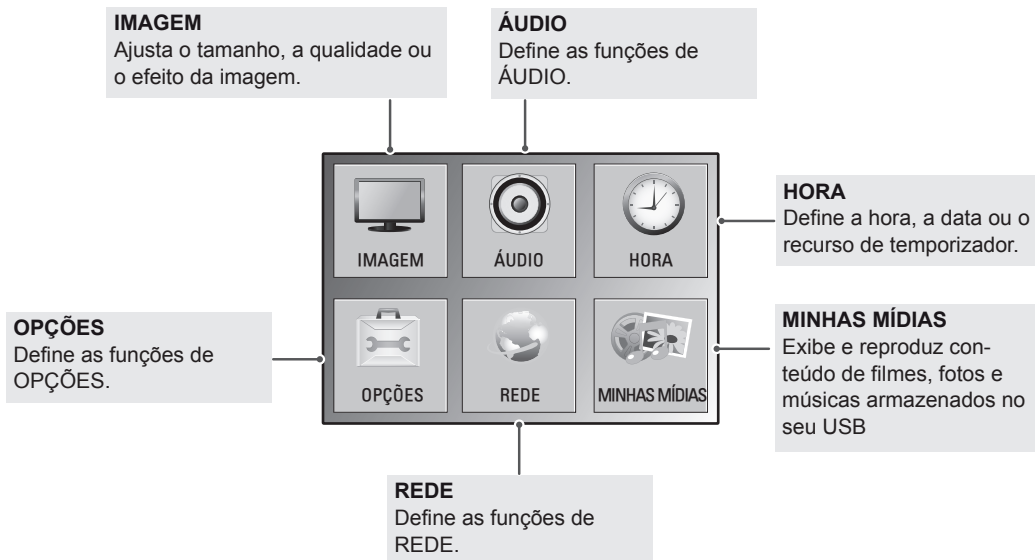 IMAGEM
Ajusta o tamanho, a qualidade ou
o efeito da imagem.
ÁUDIO
Define as funções de
ÁUDIO.
IMAGEM
ÁUDIO
HORA
HORA
Define a hora, a data ou o
recurso de temporizador.
OPÇÕES
Define as funções de
OPÇÕES.
OPÇÕES
REDE
MINHAS MÍDIAS
MINHAS MÍDIAS
Exibe e reproduz con-
teúdo de filmes, fotos e
músicas armazenados no
seu USB
REDE
Define as funções de
REDE.